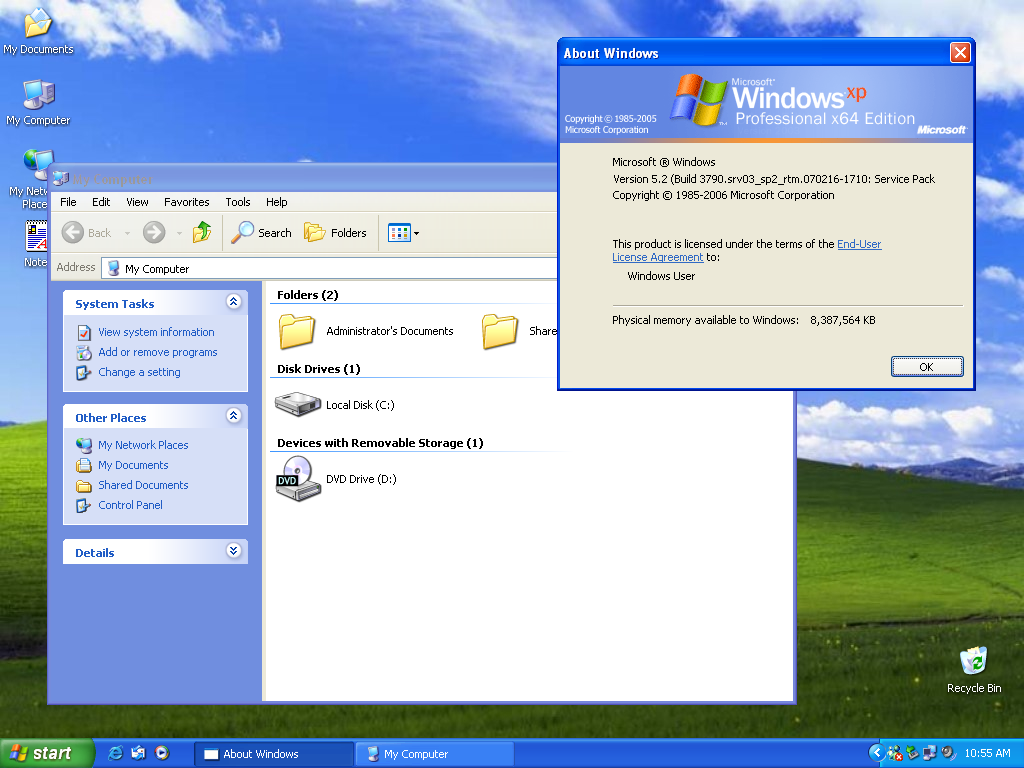 My Documents
My Computer
My Netw
Place
Note
About Windows
Copyright © 1985-2005
Microsoft Corporation
Microsoft®
Windows xp
Professional x64 Edition
Microsoft
Microsoft ® Windows
Version 5.2 (Build 3790.srv03_sp2_rtm.070216-1710: Service Pack
Copyright © 1985-2006 Microsoft Corporation
This product is licensed under the terms of the End-User
License Agreement to:
Windows User
Physical memory available to Windows: 8,387,564 KB
OK
My Computer
File Edit View Favorites Tools Help
Back Search Folders
Address My Computer
System Tasks
View system information
Add or remove programs
Change a setting
Other Places
My Network Places
My Documents
Shared Documents
Control Panel
Details
Folders (2)
Administrator's Documents Share
Disk Drives (1)
Local Disk (C:)
Devices with Removable Storage (1)
DVD
DVD Drive (D:)
Recycle Bin
start About Windows My Computer 10:55 AM